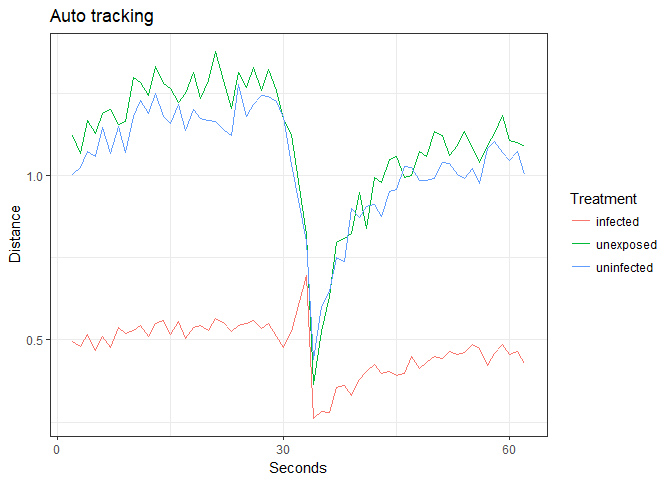 Auto tracking
Distance
1.0
0.5
0
30
60
Seconds
Treatment
infected
unexposed
uninfected